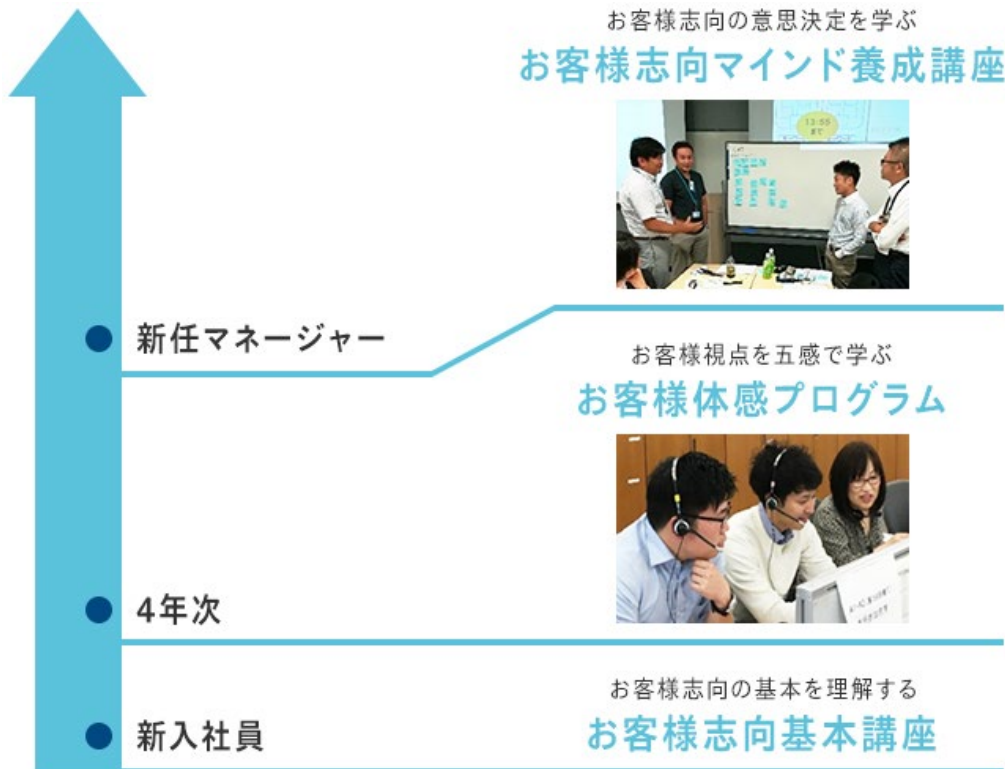 お客様志向の意思決定を学ぶ
お客様志向マインド養成講座
13:55
まで
新任マネージャー
お客様視点を五感で学ぶ
お客様体感プログラム
4年次
お客様志向の基本を理解する
新入社員
お客様志向基本講座